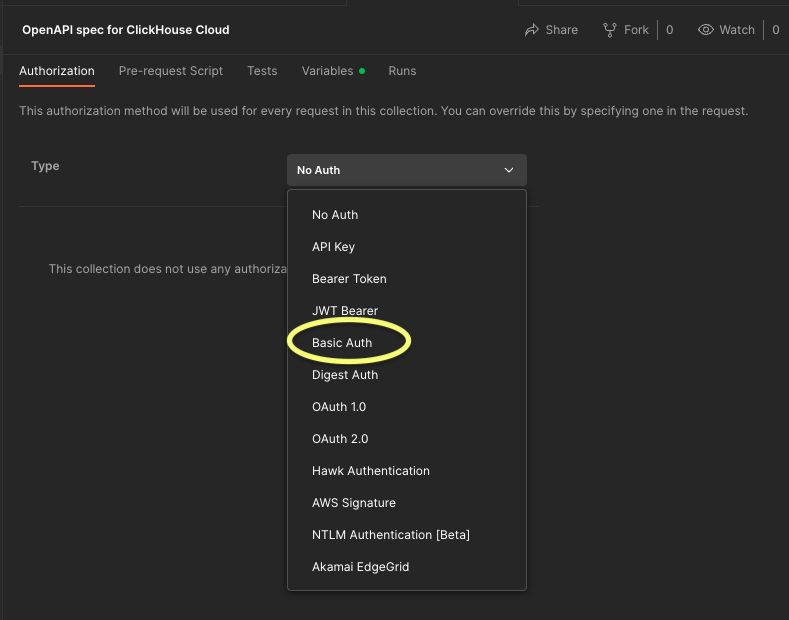 OpenAPI spec for ClickHouse Cloud Share Fork 0 Watch 0
Authorization Pre-request Script Tests Variables Runs
This authorization method will be used for every request in this collection. You can override this by specifying one in the request.
Type No Auth
No Auth
API Key
This collection does not use any authoriza
Bearer Token
JWT Bearer
Basic Auth
Digest Auth
OAuth 1.0
OAuth 2.0
Hawk Authentication
AWS Signature
NTLM Authentication [Beta]
Akamai EdgeGrid